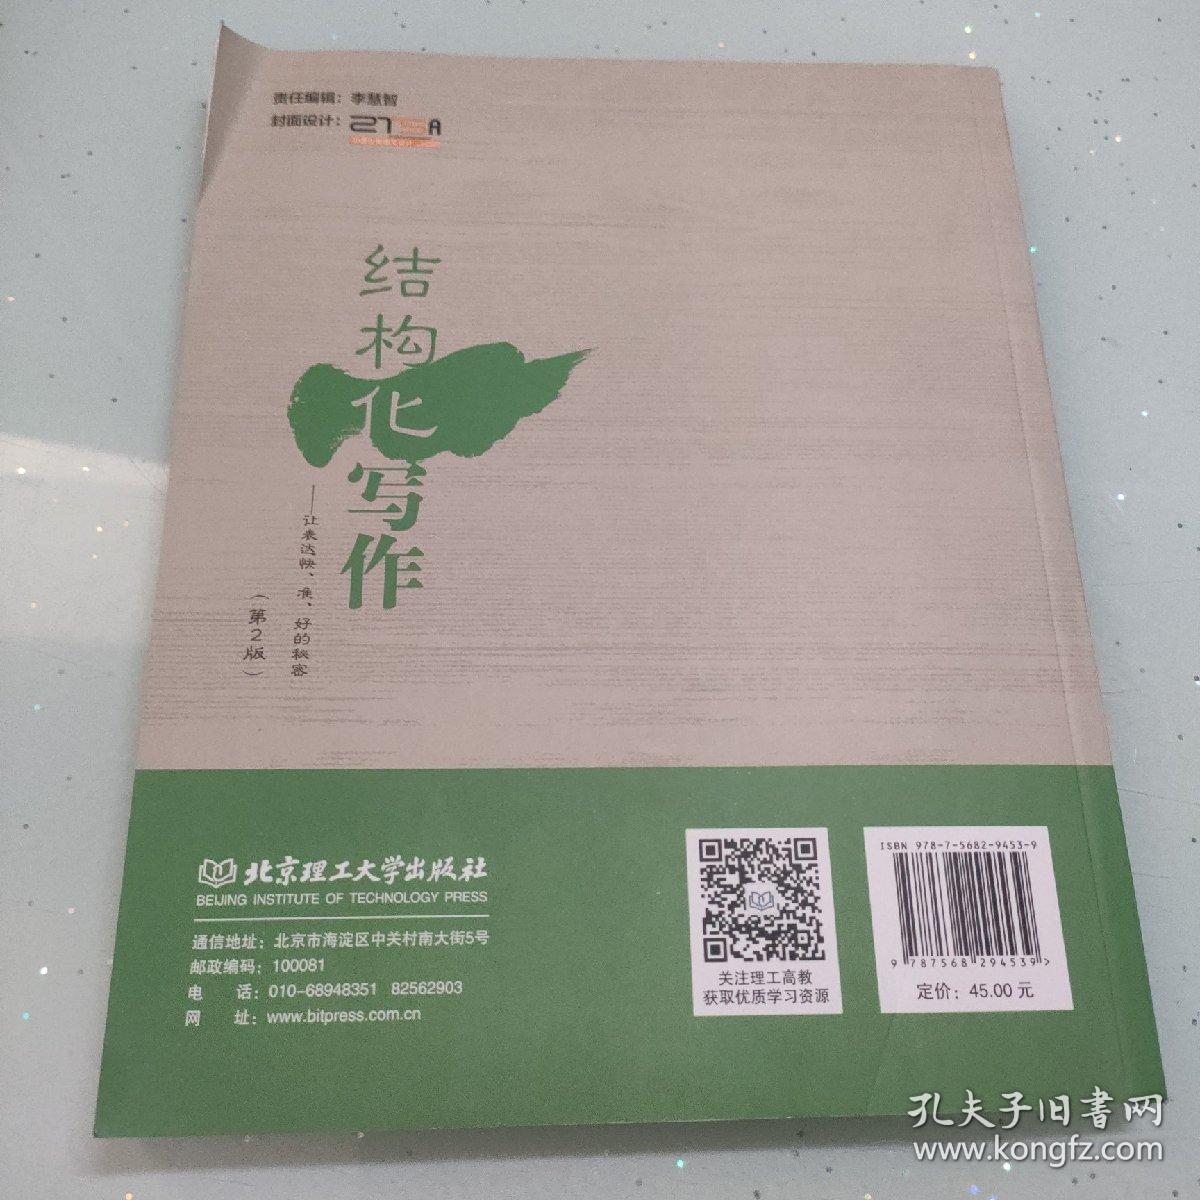 责任编辑：李慧智
封面设计：
结构化写作
——让表达快、准、好的秘密
（第2版）
北京理工大学出版社
BEIJING INSTITUTE OF TECHNOLOGY PRESS
通信地址：北京市海淀区中关村南大街5号
邮政编码：100081
电 话：010-68948351 82562903
网 址：www.bitpress.com.cn
关注理工高教
获取优质学习资源
ISBN 978-7-5682-9453-9
9 787568 294539>
定价：45.00 元
孔夫子旧书网
www.kongfz.com